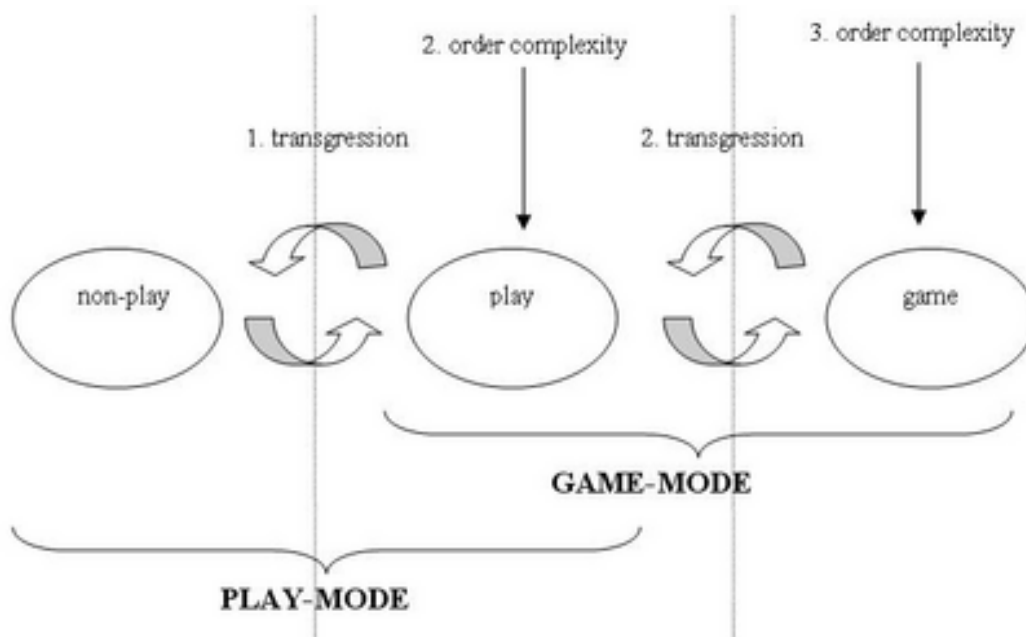 2. order complexity
3. order complexity
1. transgression
2. transgression
non-play
play
game
GAME-MODE
PLAY-MODE